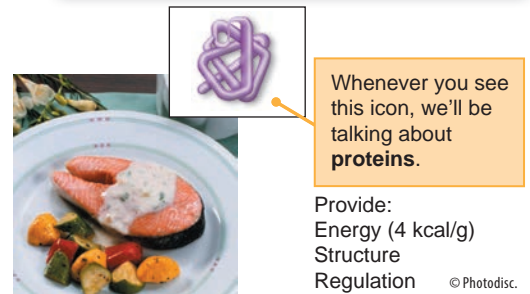 Whenever you see
this icon, we'll be
talking about
proteins.
Provide:
Energy (4 kcal/g)
Structure
Regulation
© Photodisc.